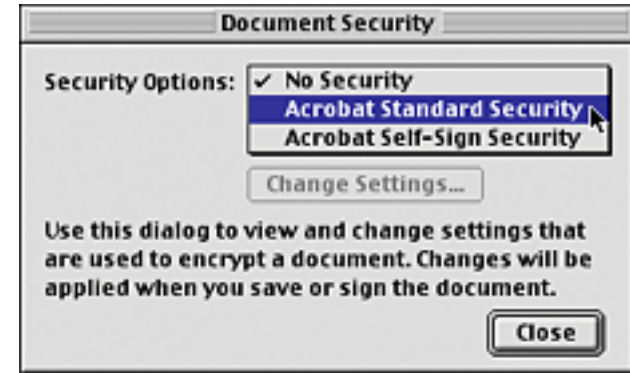 Document Security
Security Options: ✓ No Security
Acrobat Standard Security
Acrobat Self-Sign Security
Change Settings...
Use this dialog to view and change settings that
are used to encrypt a document. Changes will be
applied when you save or sign the document.
Close